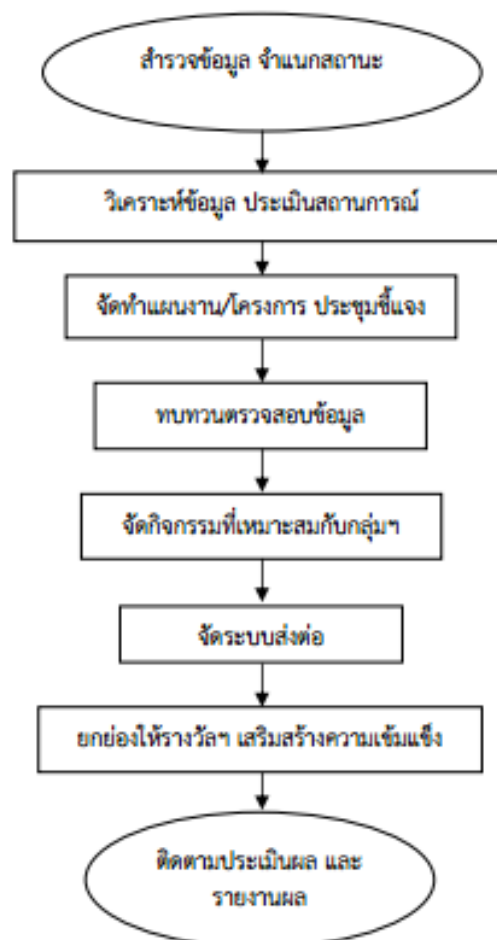 สำรวจข้อมูล จำแนกสถานะ
วิเคราะห์ข้อมูล ประเมินสถานการณ์
จัดทำแผนงาน/โครงการ ประชุมชี้แจง
ทบทวนตรวจสอบข้อมูล
จัดกิจกรรมที่เหมาะสมกับกลุ่มฯ
จัดระบบส่งต่อ
ยกย่องให้รางวัลฯ เสริมสร้างความเข้มแข็ง
ติดตามประเมินผล และ
รายงานผล